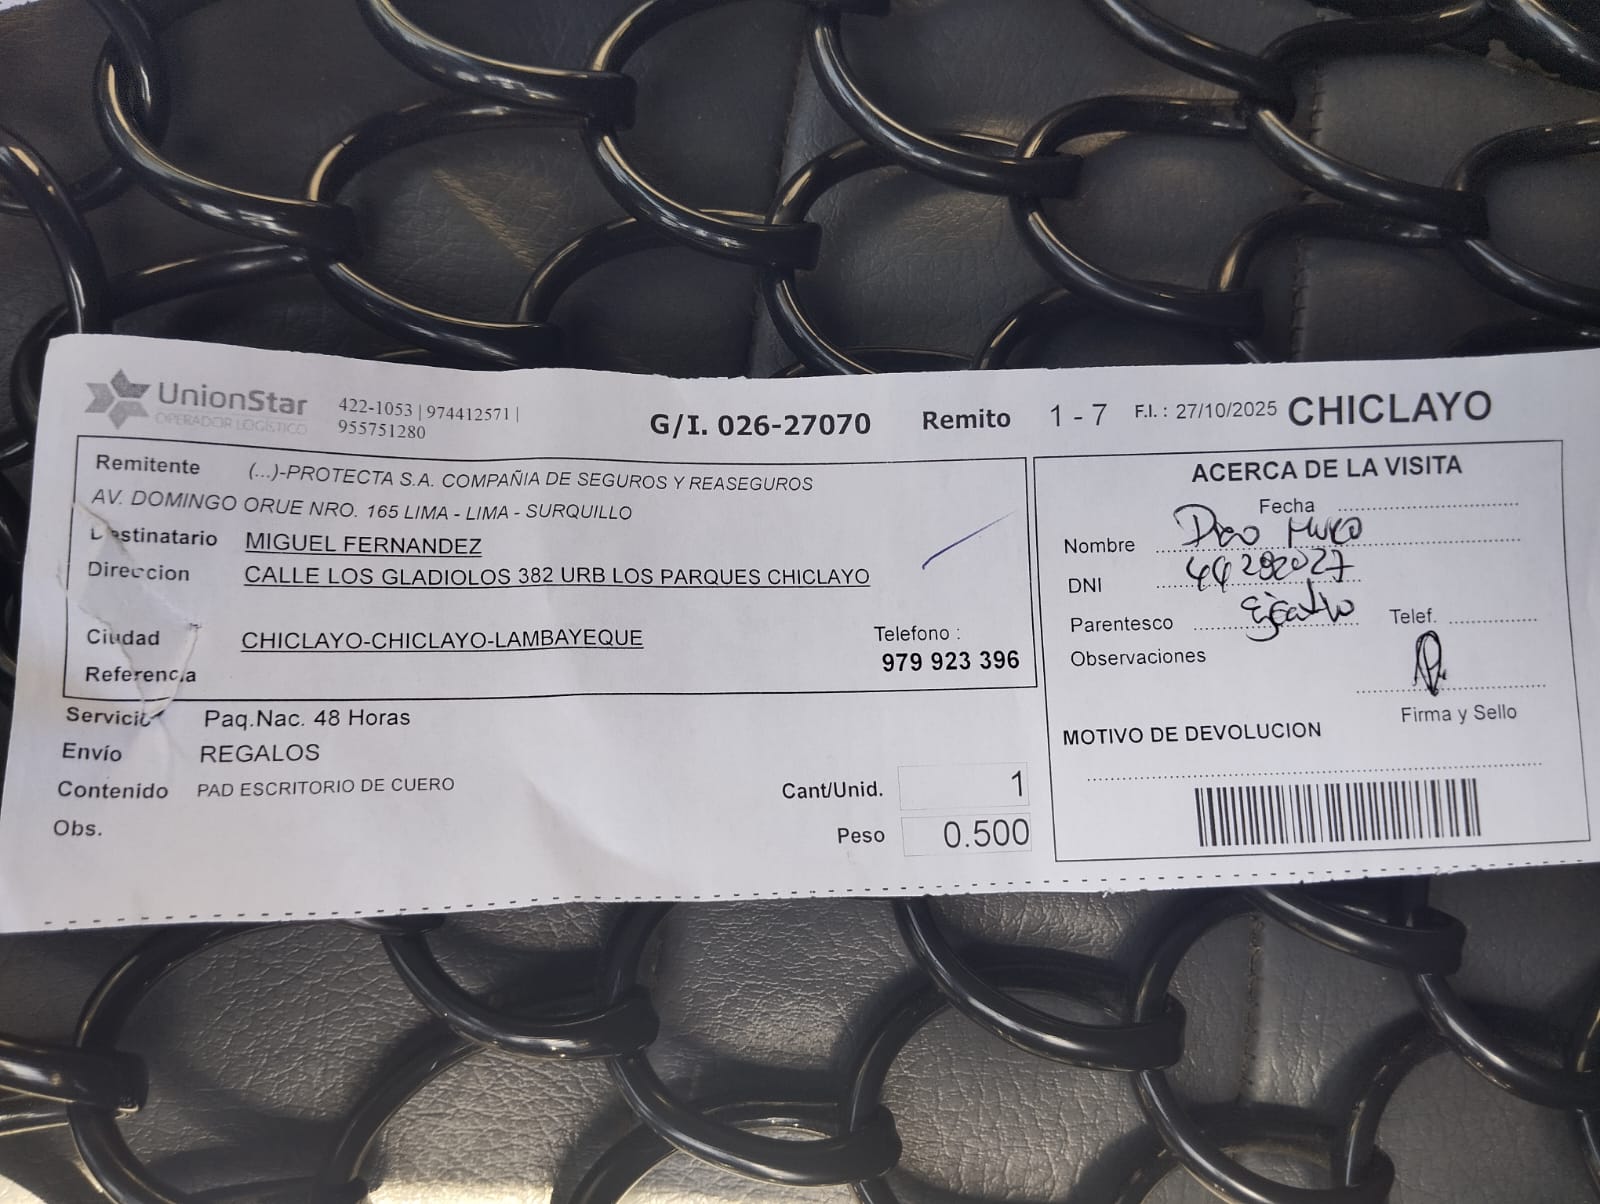 UnionStar
OPERADOR LOGÍSTICO
422-1053 | 974412571 |
955751280
G/I. 026-27070 Remito 1 - 7 F.I. : 27/10/2025 CHICLAYO
Remitente (...)-PROTECTA S.A. COMPAÑIA DE SEGUROS Y REASEGUROS
AV. DOMINGO ORUE NRO. 165 LIMA - LIMA - SURQUILLO
Destinatario MIGUEL FERNANDEZ
Direccion CALLE LOS GLADIOLOS 382 URB LOS PARQUES CHICLAYO
Ciudad CHICLAYO-CHICLAYO-LAMBAYEQUE
Telefono :
979 923 396
Referencia
Servicio Paq.Nac. 48 Horas
Envío REGALOS
Contenido PAD ESCRITORIO DE CUERO
Obs.
Cant/Unid. 1
Peso 0.500
ACERCA DE LA VISITA
Fecha
Nombre
DNI
Parentesco
Telef.
Observaciones
Firma y Sello
MOTIVO DE DEVOLUCION